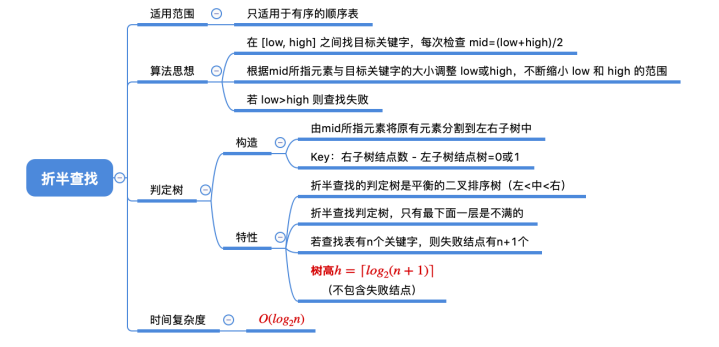 折半查找
适用范围
只适用于有序的顺序表
算法思想
在 [low, high] 之间找目标关键字，每次检查 mid=(low+high)/2
根据mid所指元素与目标关键字的大小调整 low或high，不断缩小 low 和 high 的范围
若 low>high 则查找失败
判定树
构造
由mid所指元素将原有元素分割到左右子树中
Key：右子树结点数 - 左子树结点树=0或1
特性
折半查找的判定树是平衡的二叉排序树（左<中<右）
折半查找判定树，只有最下面一层是不满的
若查找表有n个关键字，则失败结点有n+1个
树高h = ⌈log₂(n + 1)⌉
（不包含失败结点）
时间复杂度
O(log₂n)